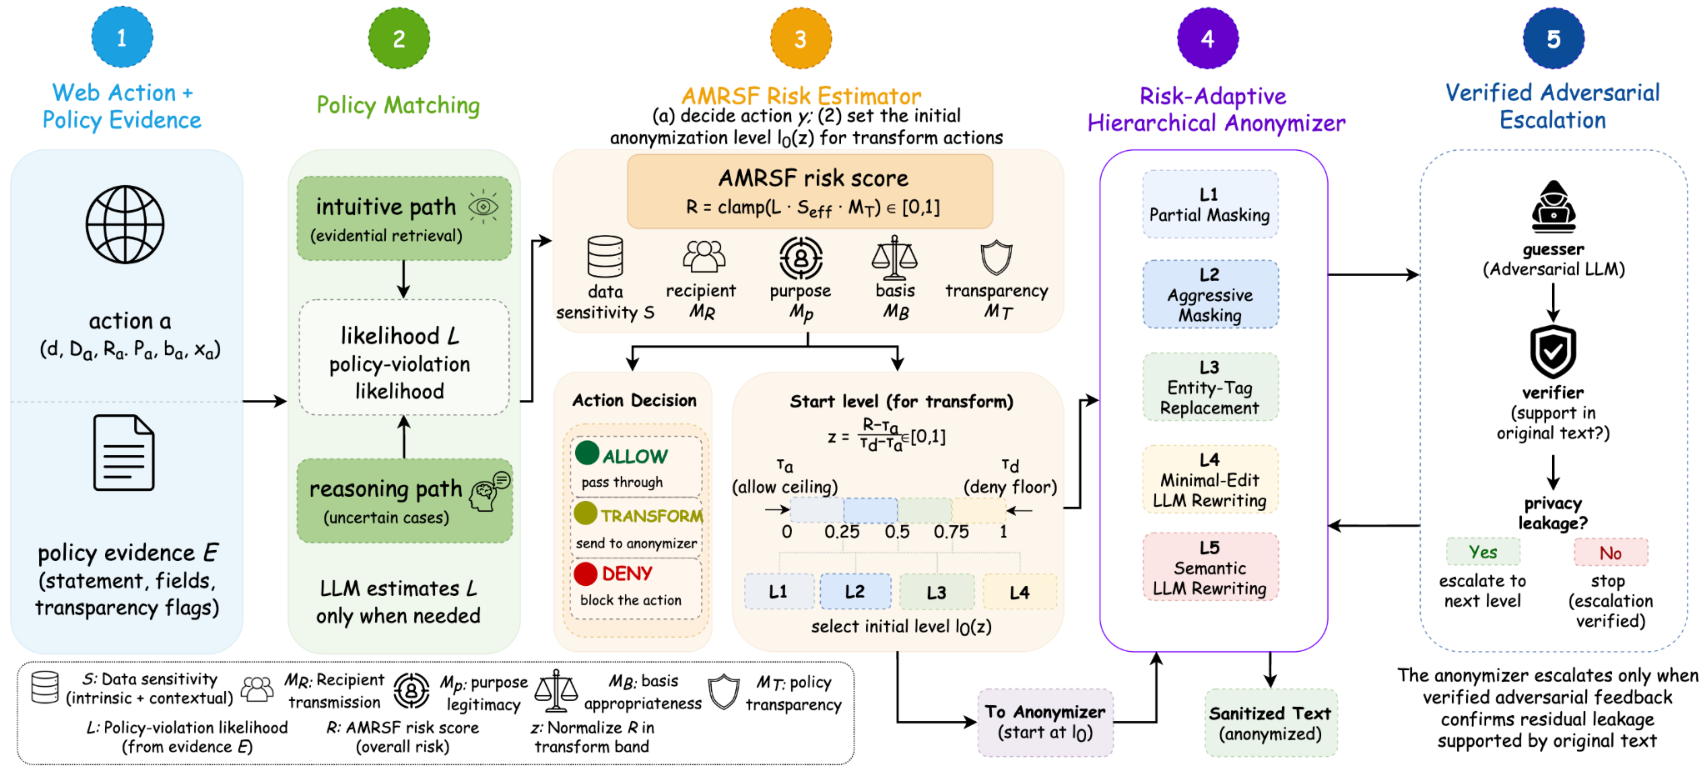 1
Web Action +
Policy Evidence
action a
(d, Da, Ra. Pa, ba, xa)
policy evidence E
(statement, fields,
transparency flags)
2
Policy Matching
intuitive path
(evidential retrieval)
likelihood L
policy-violation
likelihood
reasoning path
(uncertain cases)
LLM estimates L
only when needed
3
AMRSF Risk Estimator
(a) decide action y; (2) set the initial
anonymization level l0(z) for transform actions
AMRSF risk score
R = clamp(L · Seff · MT) ∈ [0,1]
data
sensitivity S
recipient
MR
purpose
Mp
basis
MB
transparency
MT
Action Decision
ALLOW
pass through
TRANSFORM
send to anonymizer
DENY
block the action
Start level (for transform)
z = R-τa / τd-τa ∈[0,1]
τa
(allow ceiling)
τd
(deny floor)
0 0.25 0.5 0.75 1
L1 L2 L3 L4
select initial level l0(z)
4
Risk-Adaptive
Hierarchical Anonymizer
L1
Partial Masking
L2
Aggressive
Masking
L3
Entity-Tag
Replacement
L4
Minimal-Edit
LLM Rewriting
L5
Semantic
LLM Rewriting
To Anonymizer
(start at l0)
Sanitized Text
(anonymized)
5
Verified Adversarial
Escalation
guesser
(Adversarial LLM)
verifier
(support in
original text?)
privacy
leakage?
Yes
escalate to
next level
No
stop
(escalation
verified)
The anonymizer escalates only when
verified adversarial feedback
confirms residual leakage
supported by original text
S: Data sensitivity
(intrinsic + contextual)
MR: Recipient
transmission
Mp: purpose
legitimacy
MB: basis
appropriateness
MT: policy
transparency
L: Policy-violation likelihood
(from evidence E)
R: AMRSF risk score
(overall risk)
z: Normalize R in
transform band